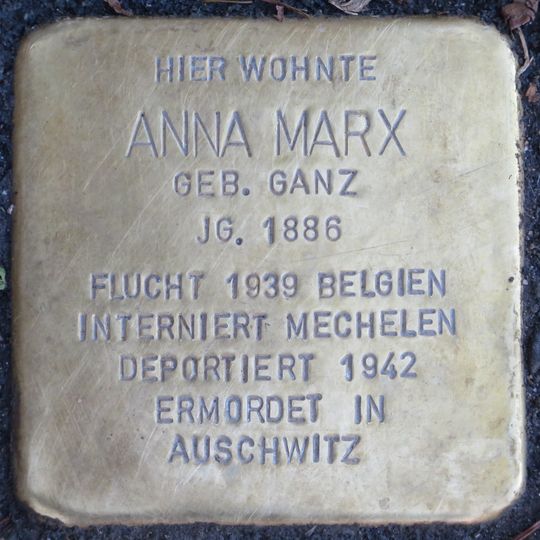 HIER WOHNTE
ANNA MARX
GEB. GANZ
JG. 1886
FLUCHT 1939 BELGIEN
INTERNIERT MECHELEN
DEPORTIERT 1942
ERMORDET IN
AUSCHWITZ